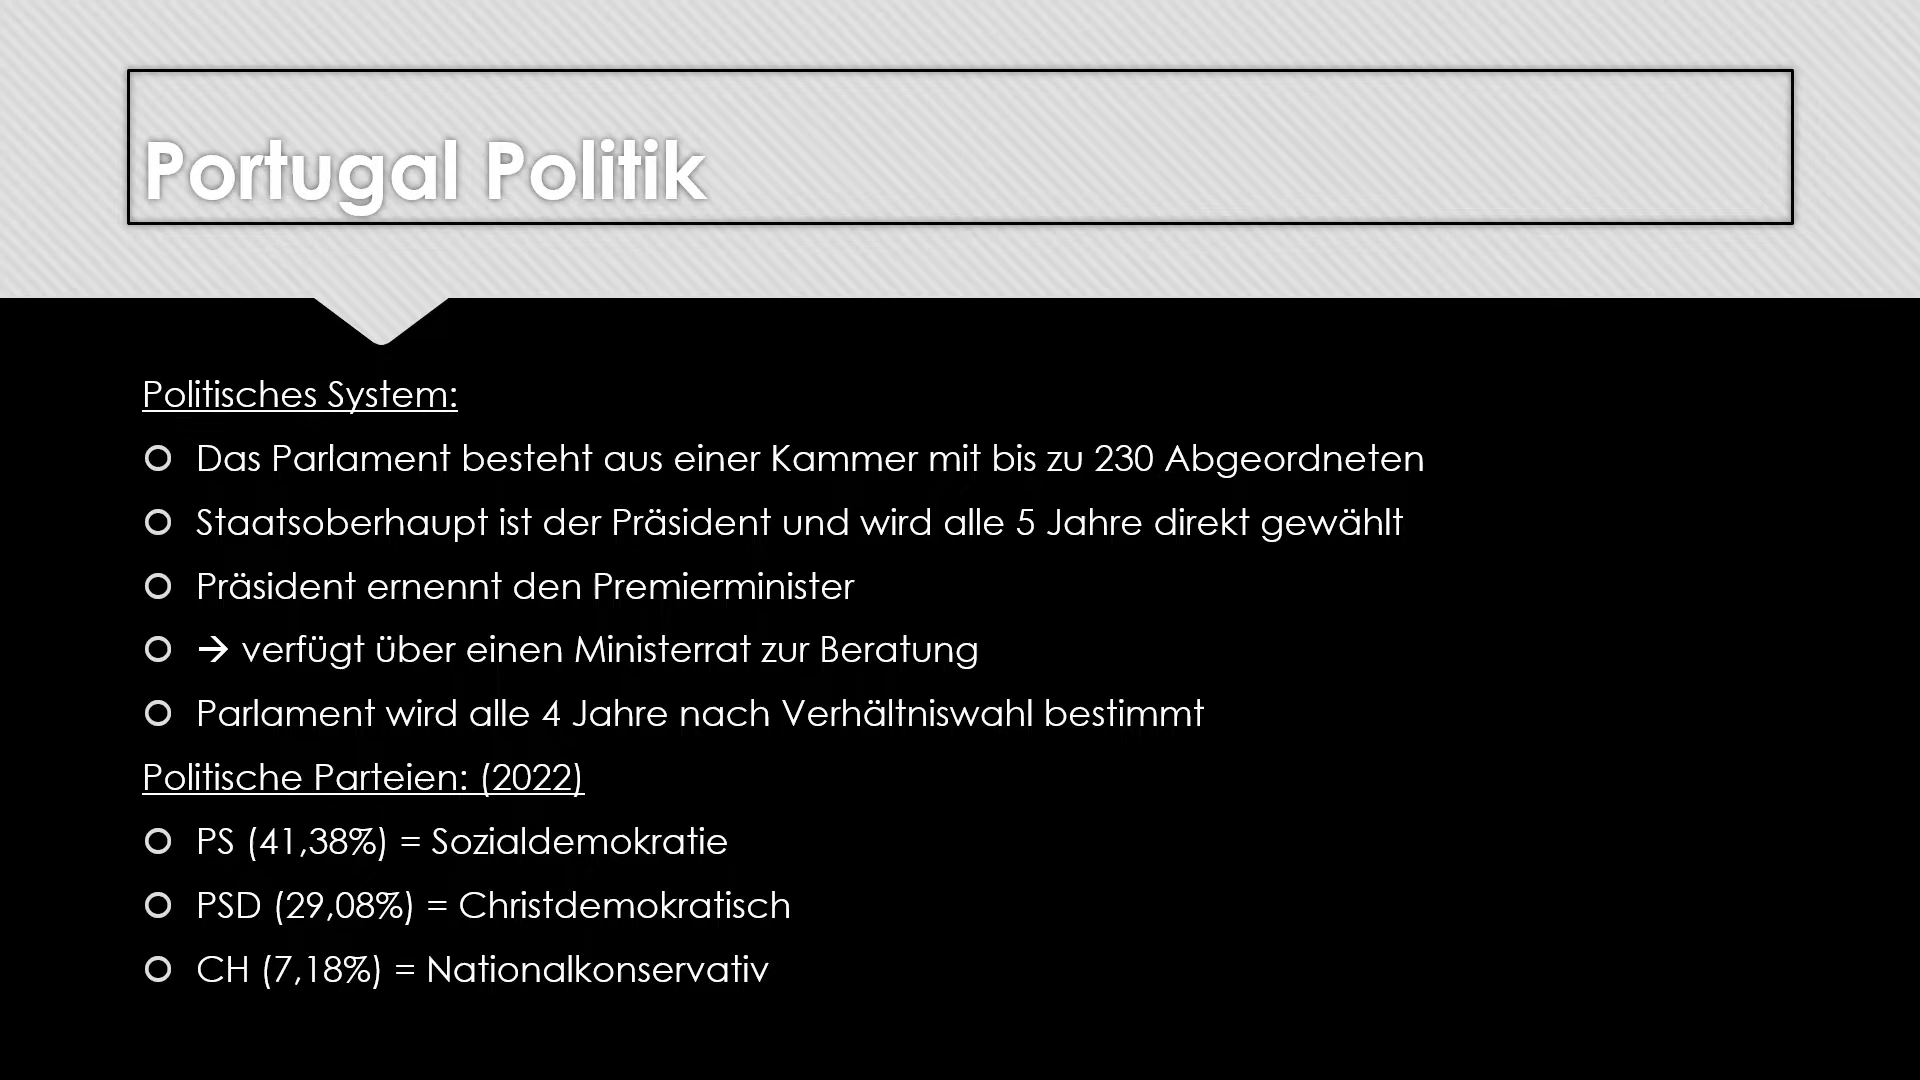 Portugal Politik
Politisches System:
Das Parlament besteht aus einer Kammer mit bis zu 230 Abgeordneten
Staatsoberhaupt ist der Präsident und wird alle 5 Jahre direkt gewählt
Präsident ernennt den Premierminister
→ verfügt über einen Ministerrat zur Beratung
Parlament wird alle 4 Jahre nach Verhältniswahl bestimmt
Politische Parteien: (2022)
PS (41,38%) = Sozialdemokratie
PSD (29,08%) = Christdemokratisch
CH (7,18%) = Nationalkonservativ